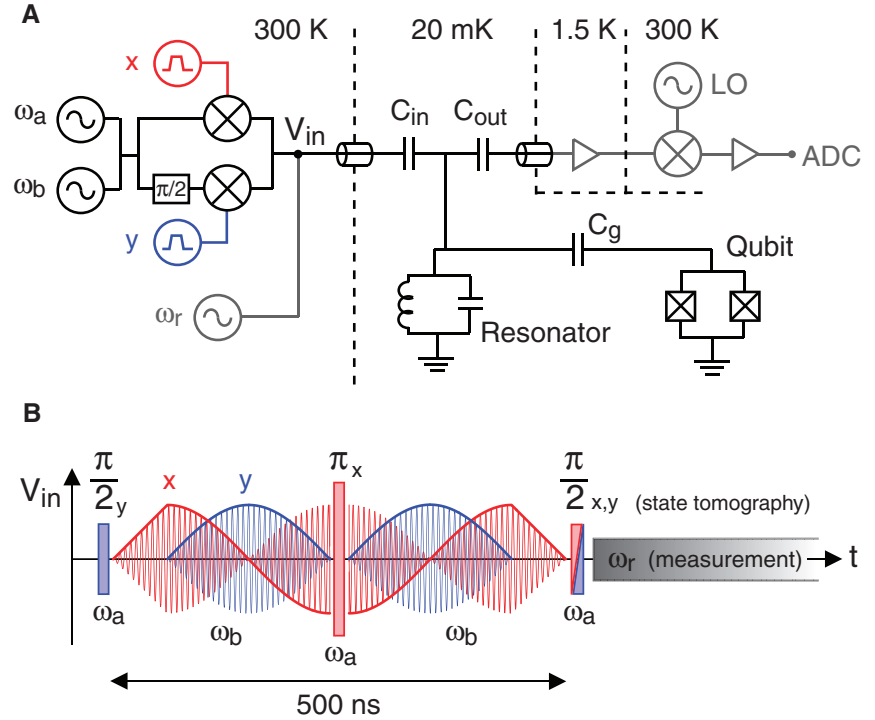 A
300 K 20 mK 1.5 K 300 K
x
ωa
ωb
π/2
y
ωr
Vin
Cin
Cout
LO
ADC
Cg
Qubit
Resonator
B
Vin
π/2 y
x
y
πx
π/2 x,y (state tomography)
ωr (measurement)
t
ωa
ωb
ωa
ωb
ωa
500 ns